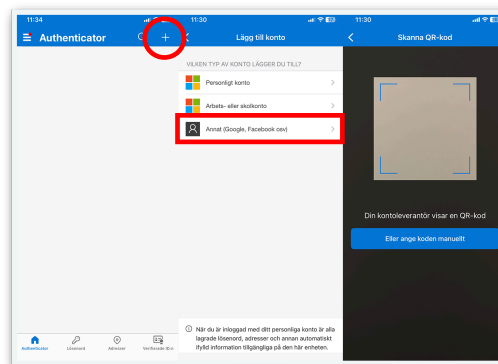 11:34
Authenticator
Authenticator
Lösenord
Adresser
Verifierade ID:n
11:30
Lägg till konto
VILKEN TYP AV KONTO LÄGGER DU TILL?
Personligt konto
Arbets- eller skolkonto
Annat (Google, Facebook osv)
När du är inloggad med ditt personliga konto är alla
lagrade lösenord, adresser och annan automatiskt
ifylld information tillgängliga på den här enheten.
11:30
Skanna QR-kod
Din kontoleverantör visar en QR-kod
Eller ange koden manuellt